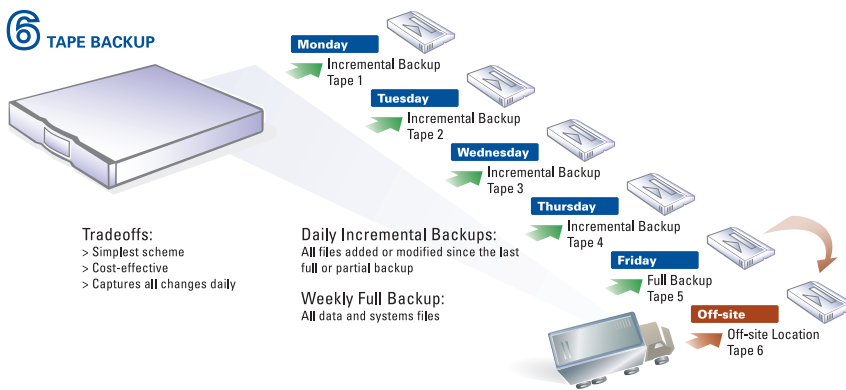 6 TAPE BACKUP
Monday
Incremental Backup
Tape 1
Tuesday
Incremental Backup
Tape 2
Wednesday
Incremental Backup
Tape 3
Thursday
Incremental Backup
Tape 4
Friday
Full Backup
Tape 5
Off-site
Off-site Location
Tape 6
Tradeoffs:
> Simplest scheme
> Cost-effective
> Captures all changes daily
Daily Incremental Backups:
All files added or modified since the last
full or partial backup
Weekly Full Backup:
All data and systems files